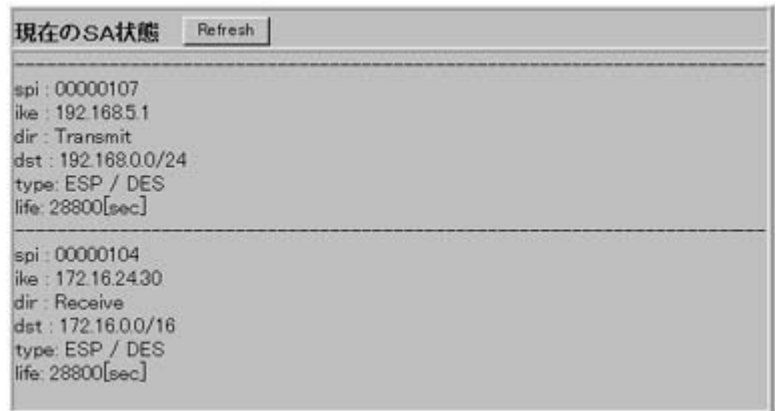 現在のSA状態 Refresh
spi : 00000107
ike : 192.168.5.1
dir : Transmit
dst : 192.168.0.0/24
type: ESP / DES
life: 28800[sec]
spi : 00000104
ike : 172.16.24.30
dir : Receive
dst : 172.16.0.0/16
type: ESP / DES
life: 28800[sec]